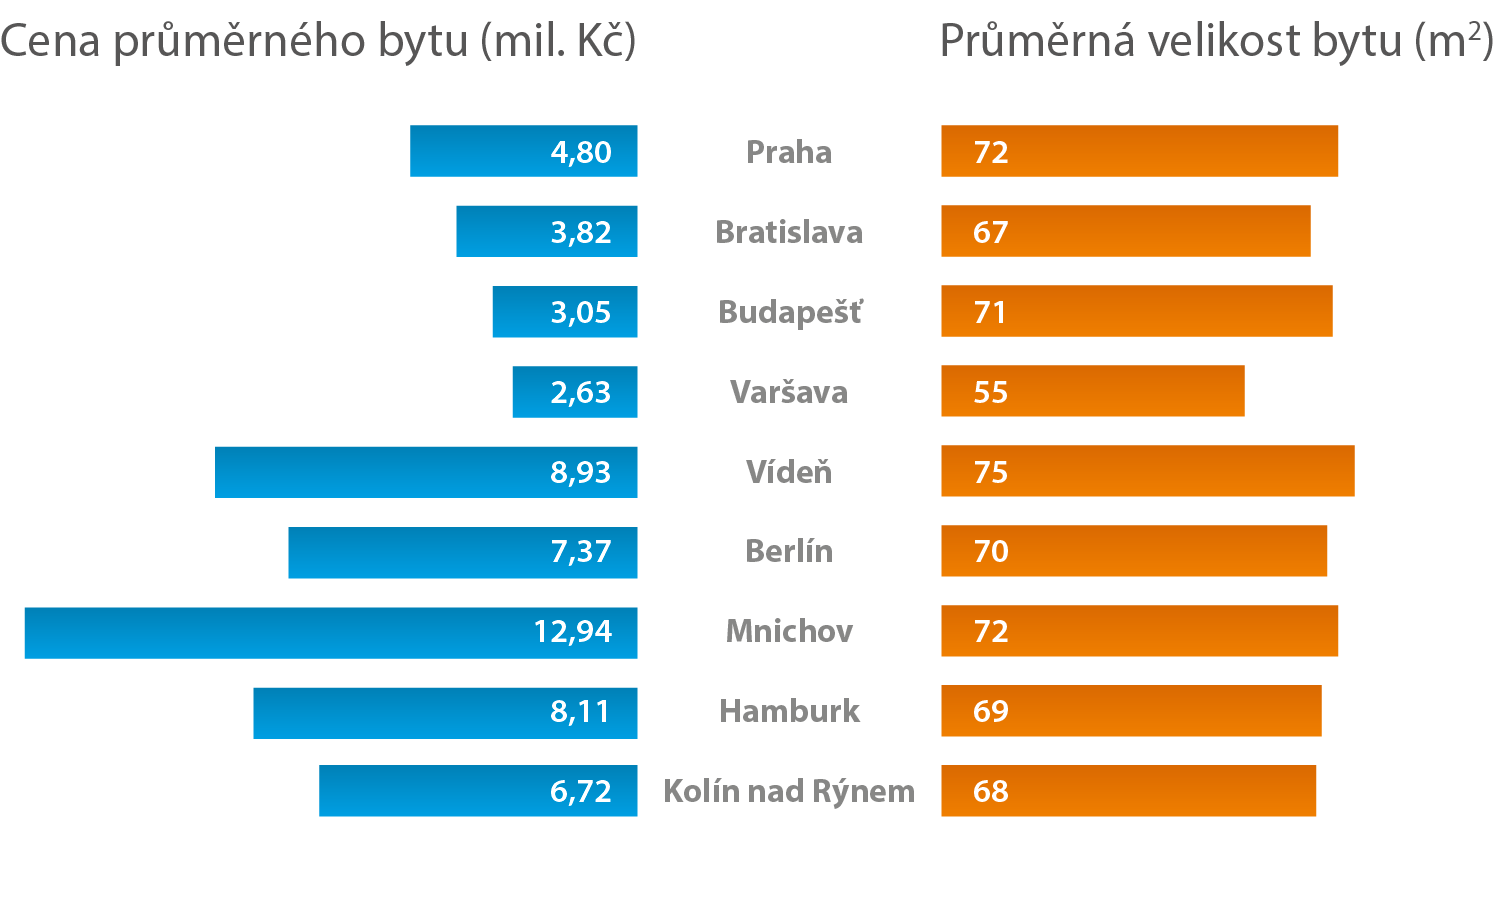 Cena průměrného bytu (mil. Kč) Průměrná velikost bytu (m²)
4,80 Praha 72
3,82 Bratislava 67
3,05 Budapešť 71
2,63 Varšava 55
8,93 Vídeň 75
7,37 Berlín 70
12,94 Mnichov 72
8,11 Hamburk 69
6,72 Kolín nad Rýnem 68